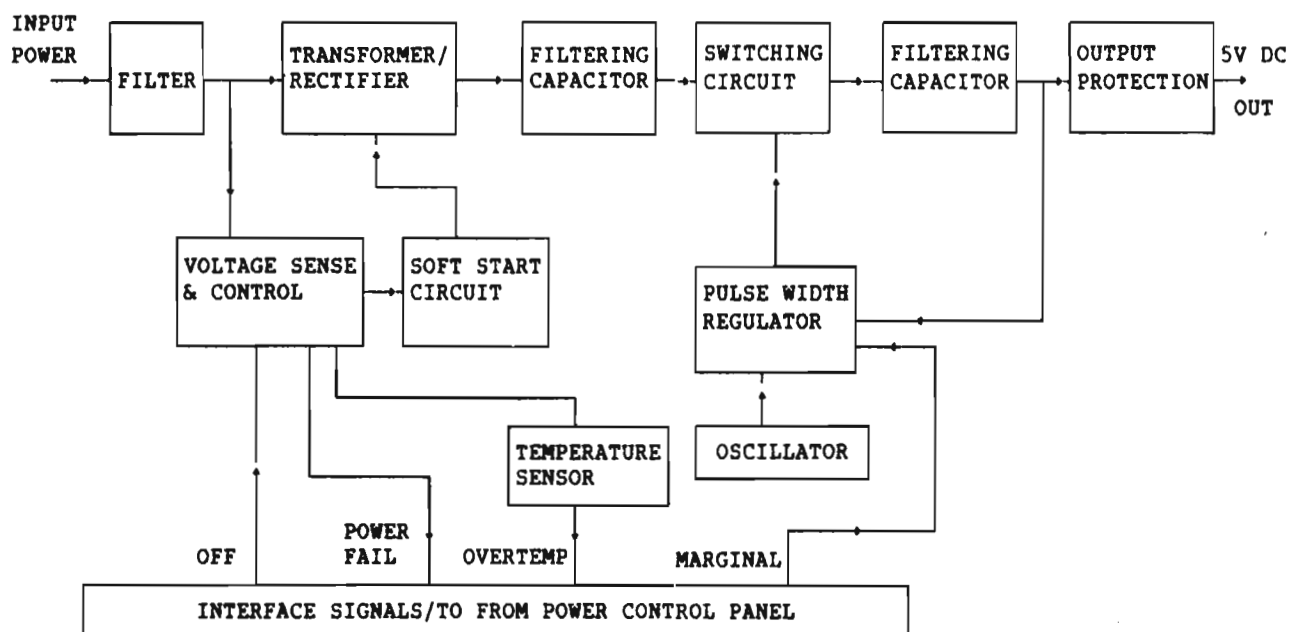 INPUT
POWER
FILTER
TRANSFORMER/
RECTIFIER
FILTERING
CAPACITOR
SWITCHING
CIRCUIT
FILTERING
CAPACITOR
OUTPUT
PROTECTION
5V DC
OUT
VOLTAGE SENSE
& CONTROL
SOFT START
CIRCUIT
PULSE WIDTH
REGULATOR
TEMPERATURE
SENSOR
OSCILLATOR
OFF
POWER
FAIL
OVERTEMP
MARGINAL
INTERFACE SIGNALS/TO FROM POWER CONTROL PANEL